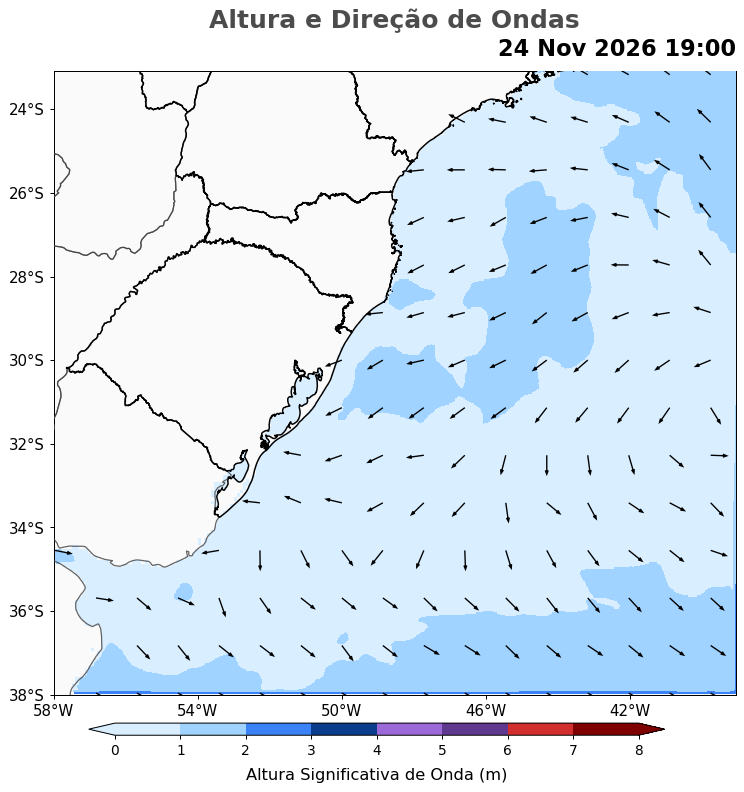 Altura e Direção de Ondas
24 Nov 2026 19:00
24°S
26°S
28°S
30°S
32°S
34°S
36°S
38°S
58°W 54°W 50°W 46°W 42°W
0 1 2 3 4 5 6 7 8
Altura Significativa de Onda (m)